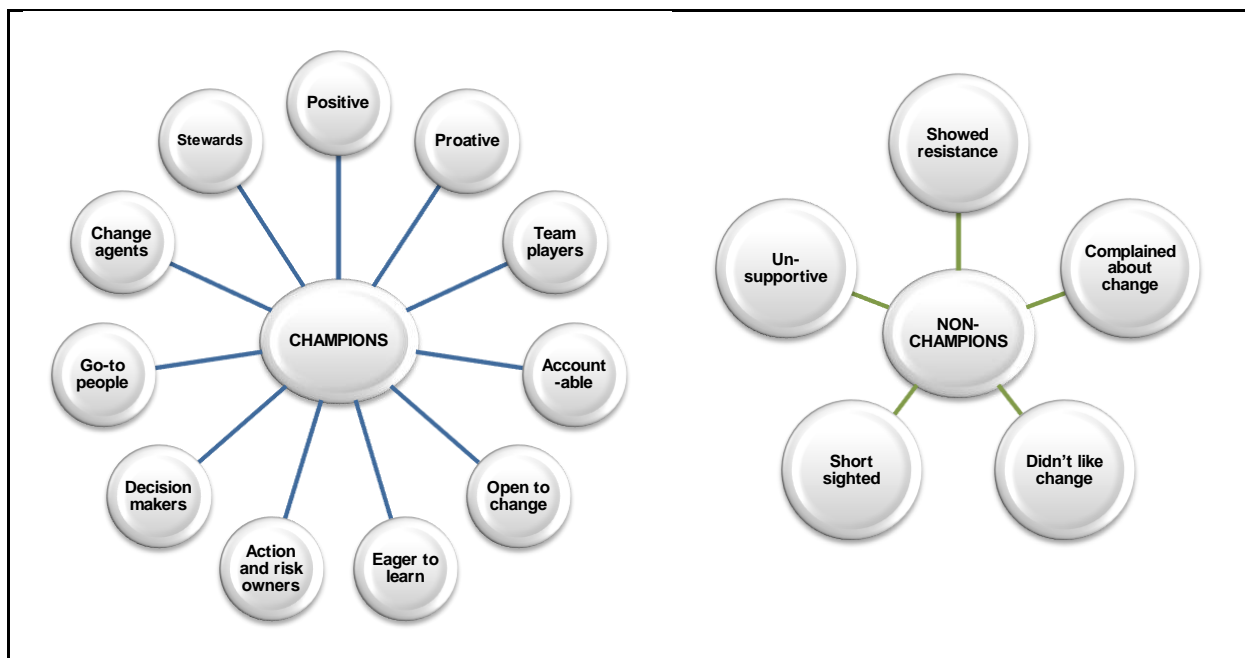 Positive
Proative
Team
players
Account
-able
Open to
change
Eager to
learn
Action
and risk
owners
Decision
makers
Go-to
people
Change
agents
Stewards
CHAMPIONS
Showed
resistance
Complained
about
change
Didn’t like
change
Short
sighted
Un-
supportive
NON-
CHAMPIONS